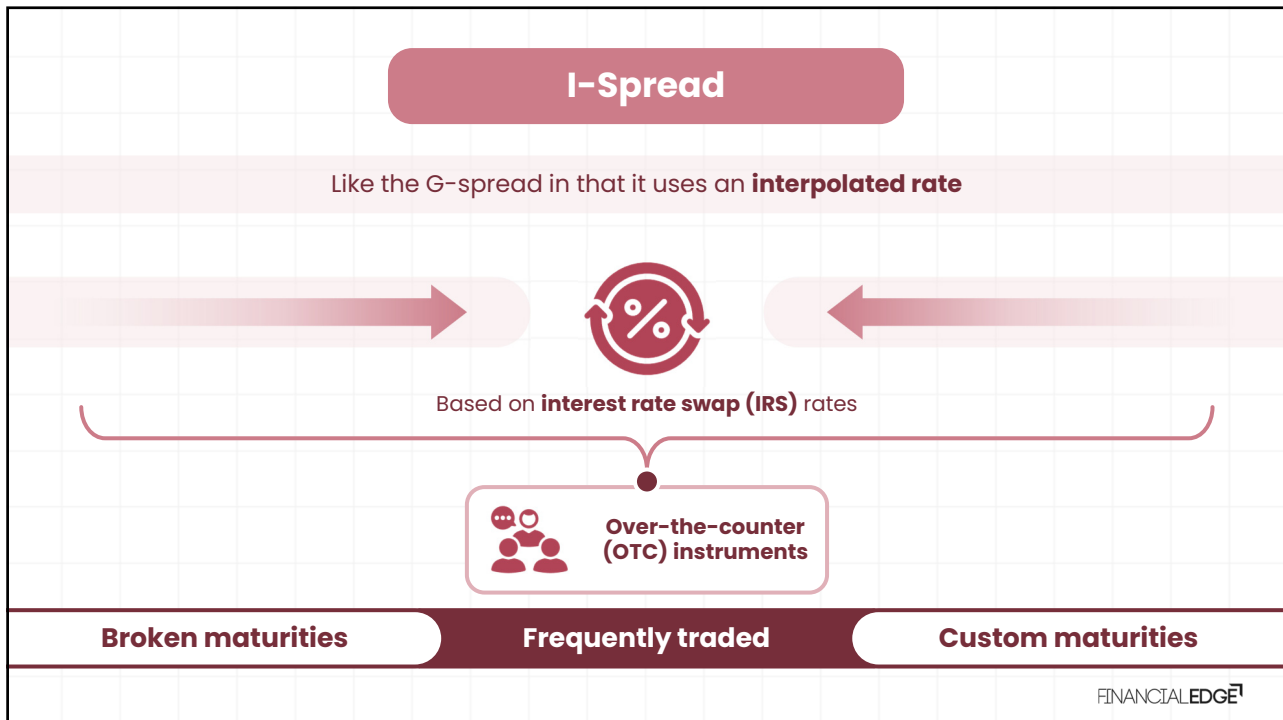 I-Spread
Like the G-spread in that it uses an interpolated rate
%
Based on interest rate swap (IRS) rates
Over-the-counter
(OTC) instruments
Broken maturities
Frequently traded
Custom maturities
FINANCIALEDGE